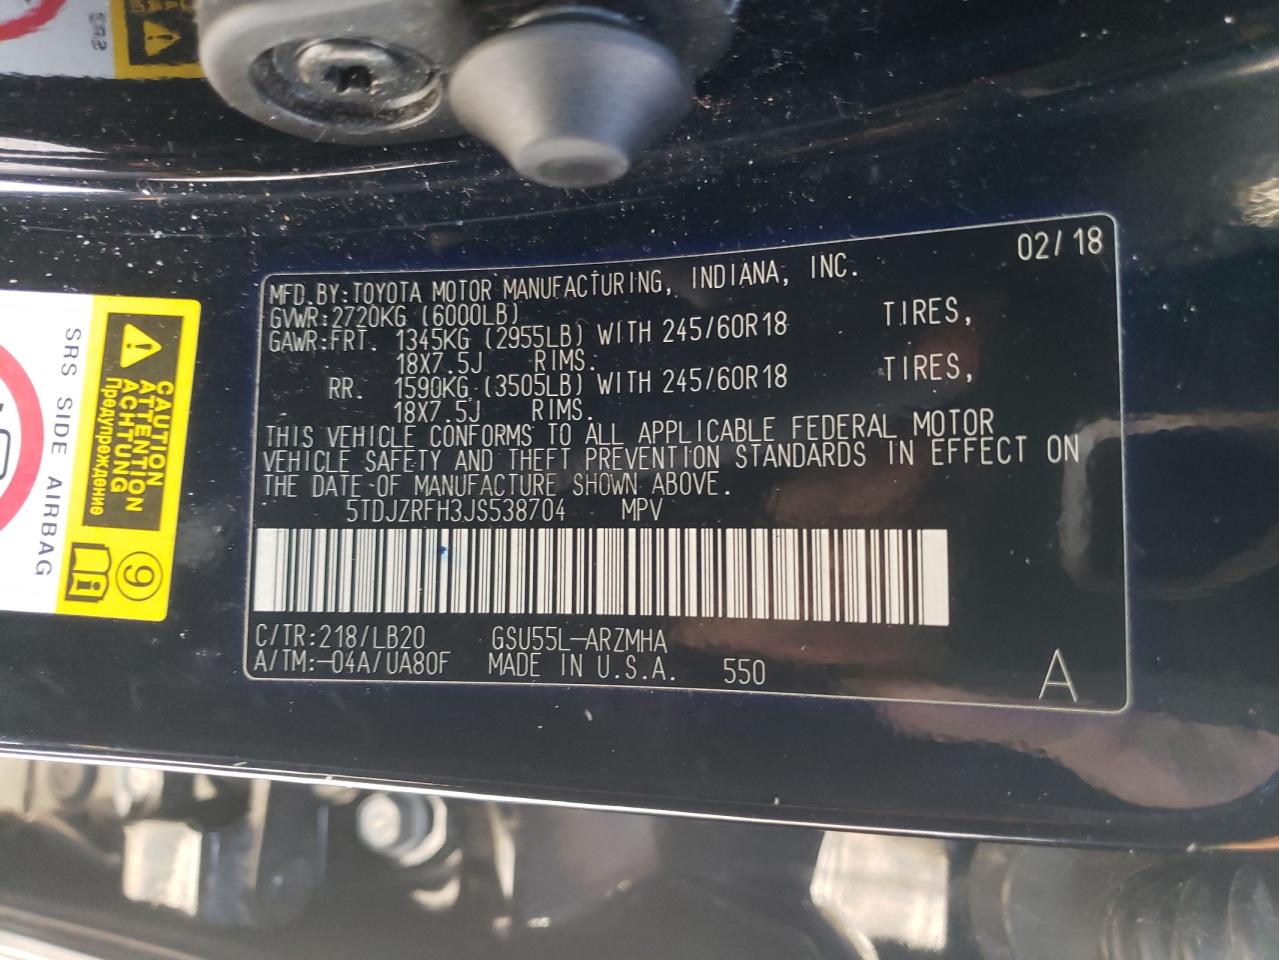 02/18
MFD.BY:TOYOTA MOTOR MANUFACTURING, INDIANA, INC.
GVWR:2720KG (6000LB)
GAWR:FRT. 1345KG (2955LB) WITH 245/60R18 TIRES,
18X7.5J RIMS.
RR. 1590KG (3505LB) WITH 245/60R18 TIRES,
18X7.5J RIMS.
THIS VEHICLE CONFORMS TO ALL APPLICABLE FEDERAL MOTOR
VEHICLE SAFETY AND THEFT PREVENTION STANDARDS IN EFFECT ON
THE DATE OF MANUFACTURE SHOWN ABOVE.
5TDJZRFH3JS538704 MPV
C/TR:218/LB20 GSU55L-ARZMHA
A/TM:-04A/UA80F MADE IN U.S.A. 550
A
CAUTION
ATTENTION
ACHTUNG
Предупреждение
SRS SIDE AIRBAG
9
i
SRS